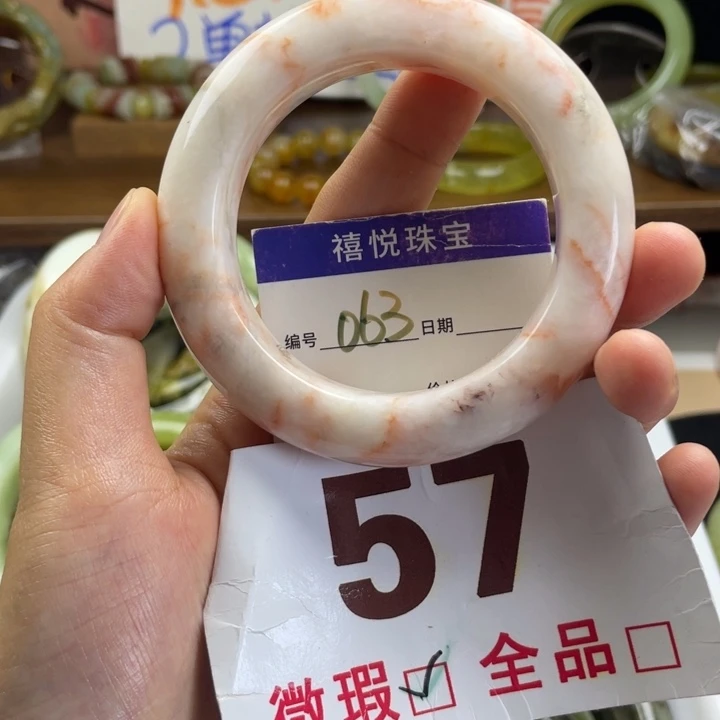 禧悦珠宝
编号 063 日期
57
微瑕☑ 全品☐